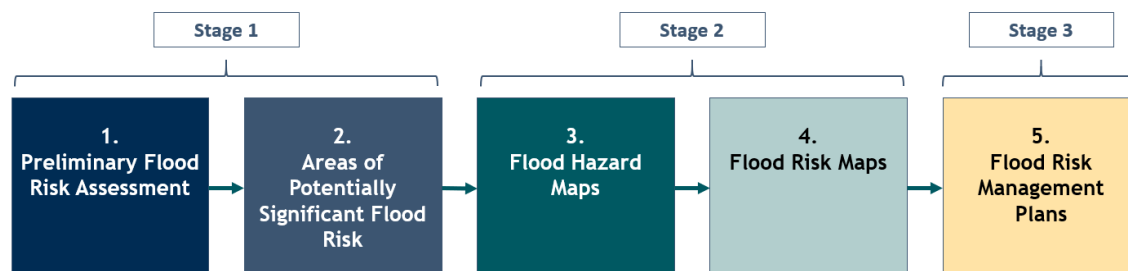 Stage 1
Stage 2
Stage 3
1.
Preliminary Flood
Risk Assessment
2.
Areas of
Potentially
Significant Flood
Risk
3.
Flood Hazard
Maps
4.
Flood Risk Maps
5.
Flood Risk
Management
Plans